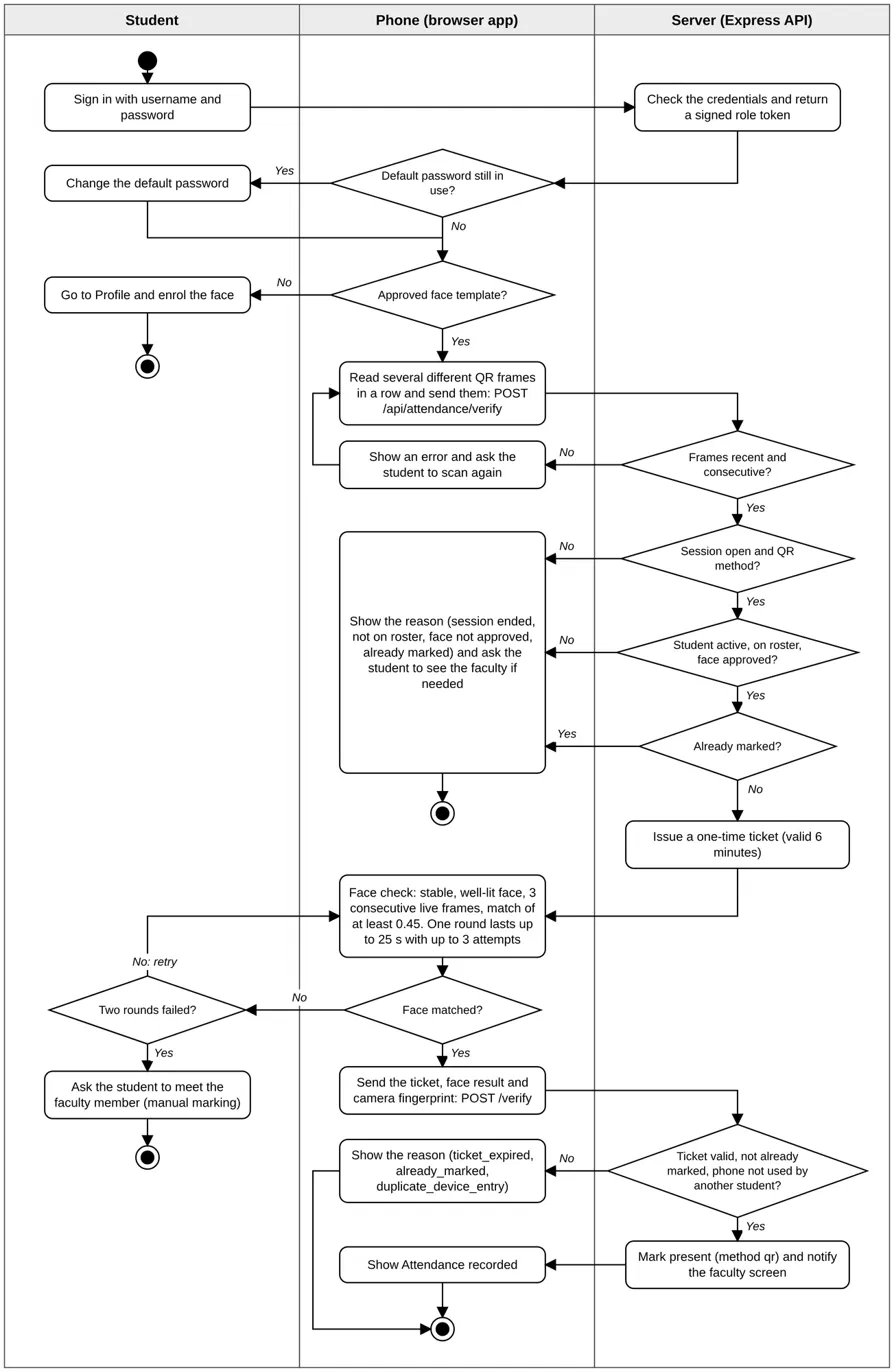 Student
Phone (browser app)
Server (Express API)
Sign in with username and
password
Check the credentials and return
a signed role token
Change the default password
Yes
Default password still in
use?
No
Go to Profile and enrol the face
No
Approved face template?
Yes
Read several different QR frames
in a row and send them: POST
/api/attendance/verify
Show an error and ask the
student to scan again
No
Frames recent and
consecutive?
Yes
No
Session open and QR
method?
Yes
Show the reason (session ended,
not on roster, face not approved,
already marked) and ask the
student to see the faculty if
needed
No
Student active, on roster,
face approved?
Yes
Yes
Already marked?
No
Issue a one-time ticket (valid 6
minutes)
Face check: stable, well-lit face, 3
consecutive live frames, match of
at least 0.45. One round lasts up
to 25 s with up to 3 attempts
No: retry
Two rounds failed?
No
Face matched?
Yes
Yes
Ask the student to meet the
faculty member (manual marking)
Send the ticket, face result and
camera fingerprint: POST /verify
Show the reason (ticket_expired,
already_marked,
duplicate_device_entry)
No
Ticket valid, not already
marked, phone not used by
another student?
Yes
Show Attendance recorded
Mark present (method qr) and notify
the faculty screen